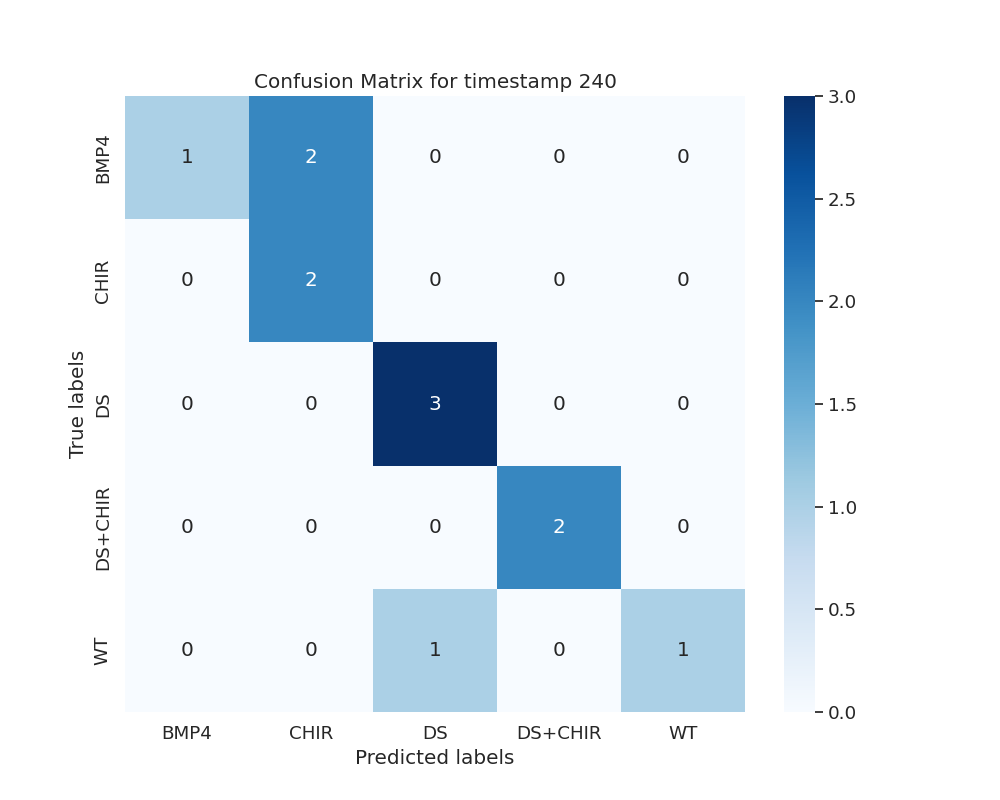 Confusion Matrix for timestamp 240
True labels
BMP4 1 2 0 0 0
CHIR 0 2 0 0 0
DS 0 0 3 0 0
DS+CHIR 0 0 0 2 0
WT 0 0 1 0 1
BMP4 CHIR DS DS+CHIR WT
Predicted labels
3.0
2.5
2.0
1.5
1.0
0.5
0.0